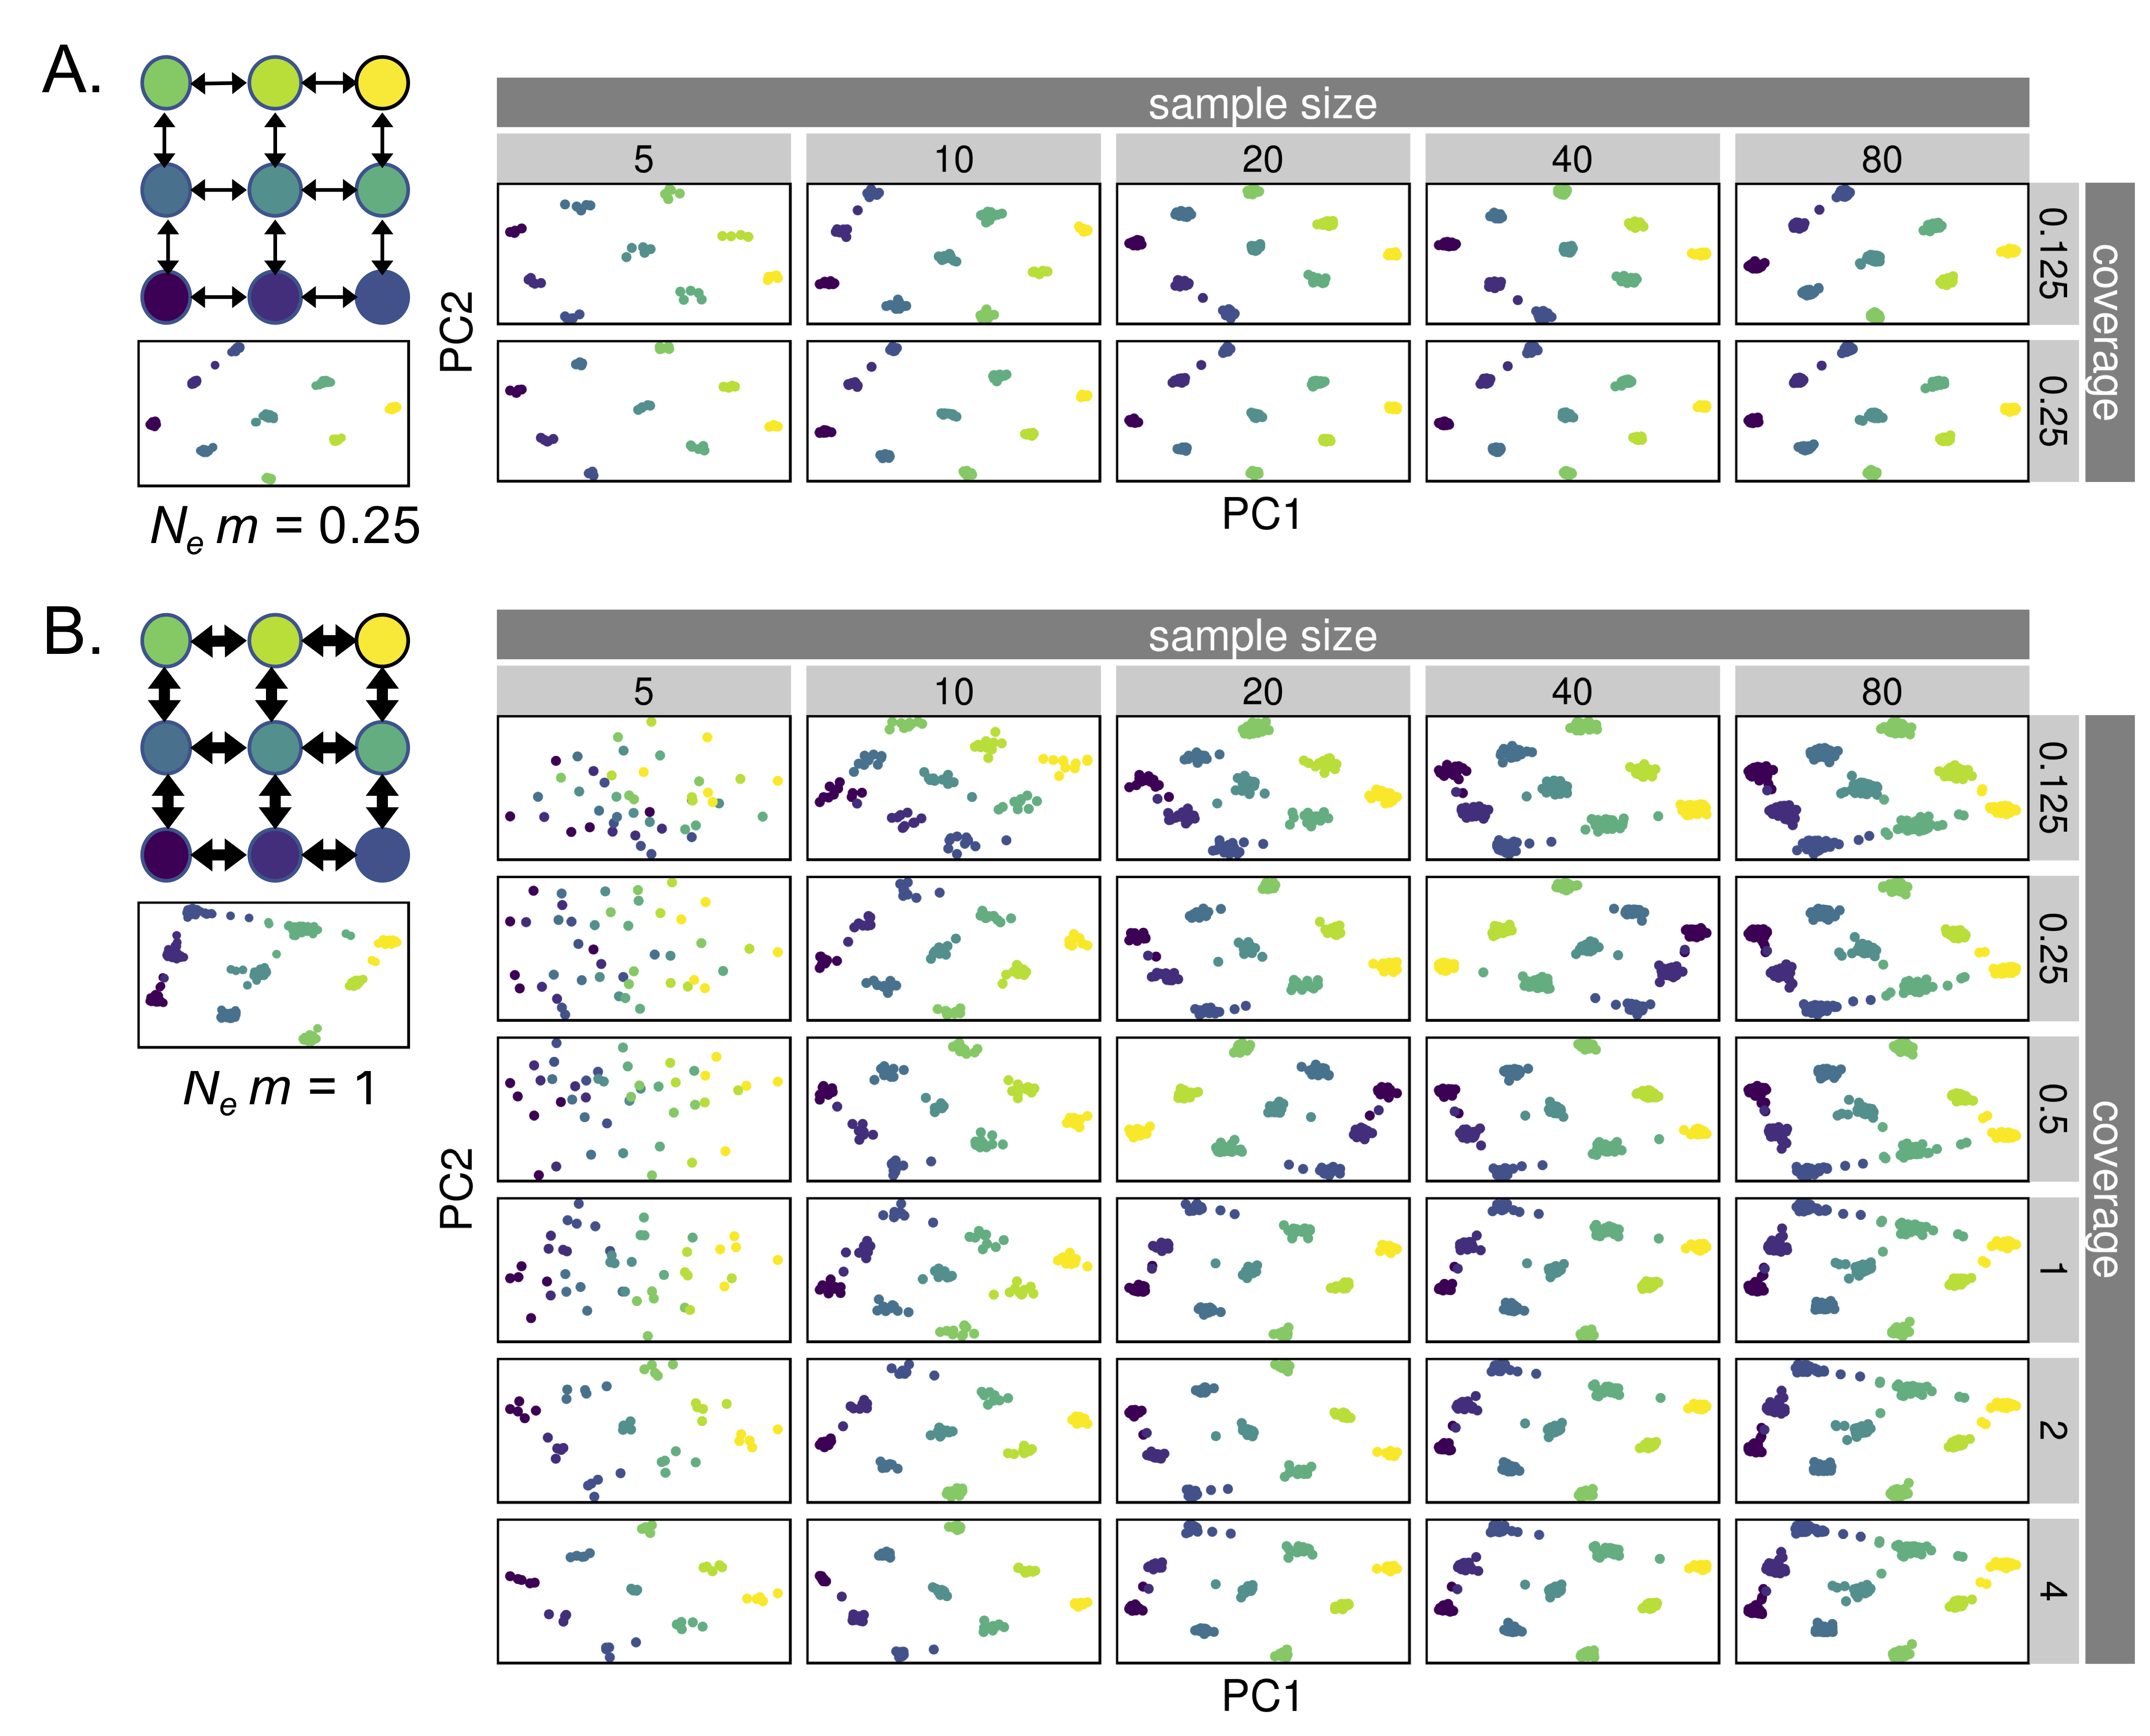 A.
sample size
5 10 20 40 80
PC2
0.125
0.25
coverage
PC1
N_e m = 0.25
B.
sample size
5 10 20 40 80
PC2
0.125
0.25
0.5
1
2
4
coverage
N_e m = 1
PC1